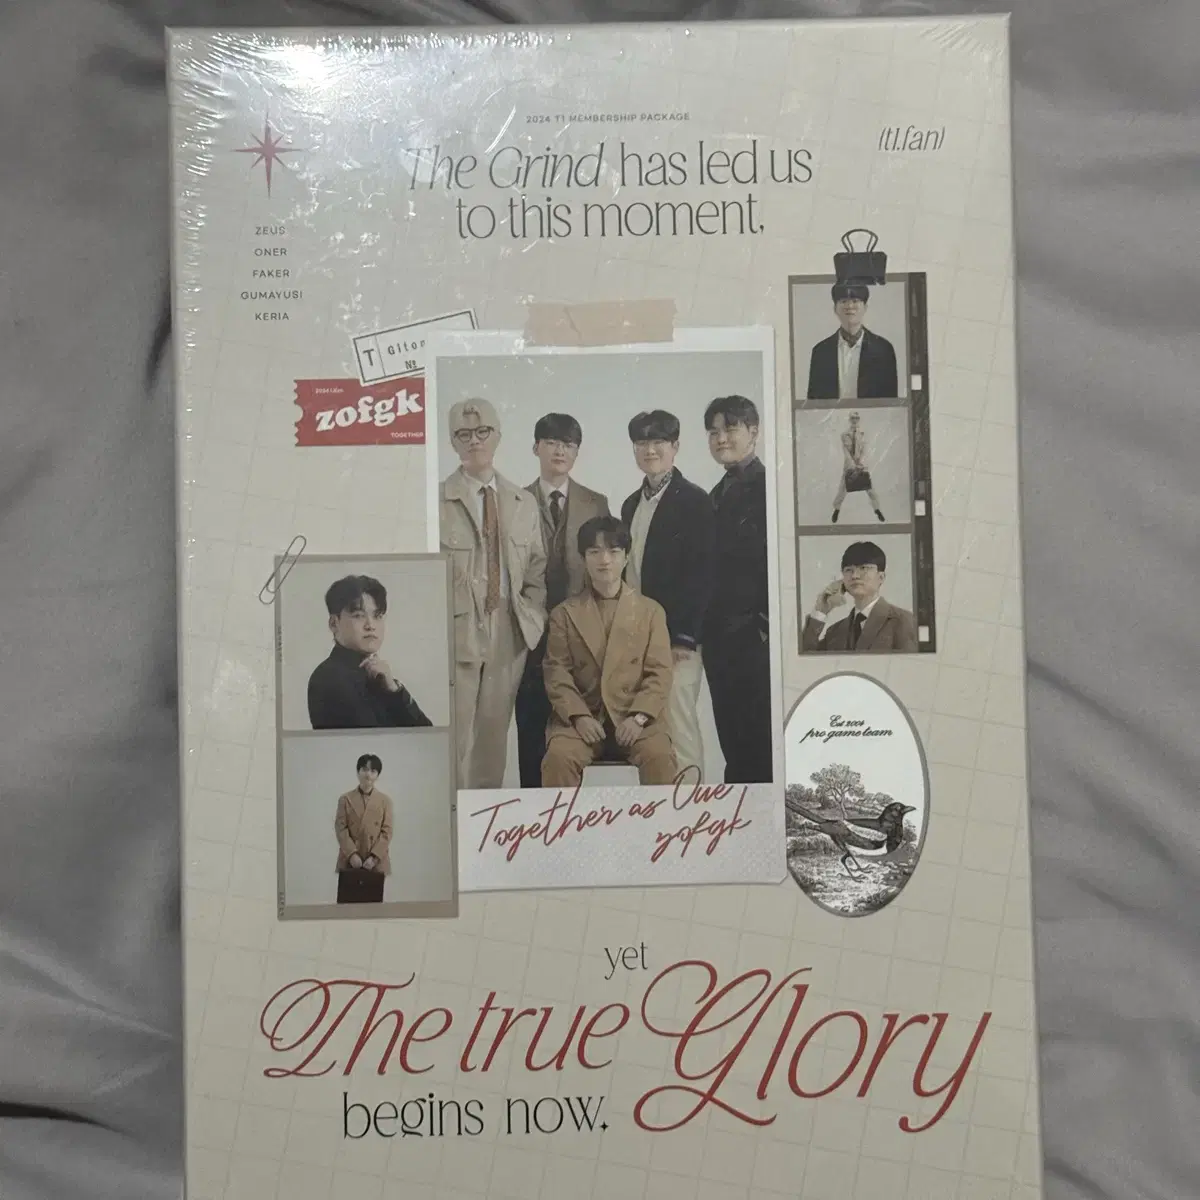 2024 T1 MEMBERSHIP PACKAGE
(t1.fan)
The Grind has led us
to this moment,
ZEUS
ONER
FAKER
GUMAYUSI
KERIA
T
№
zofgk
TOGETHER
Together as One
zofgk
Est 2004
pro game team
yet
The true Glory
begins now.